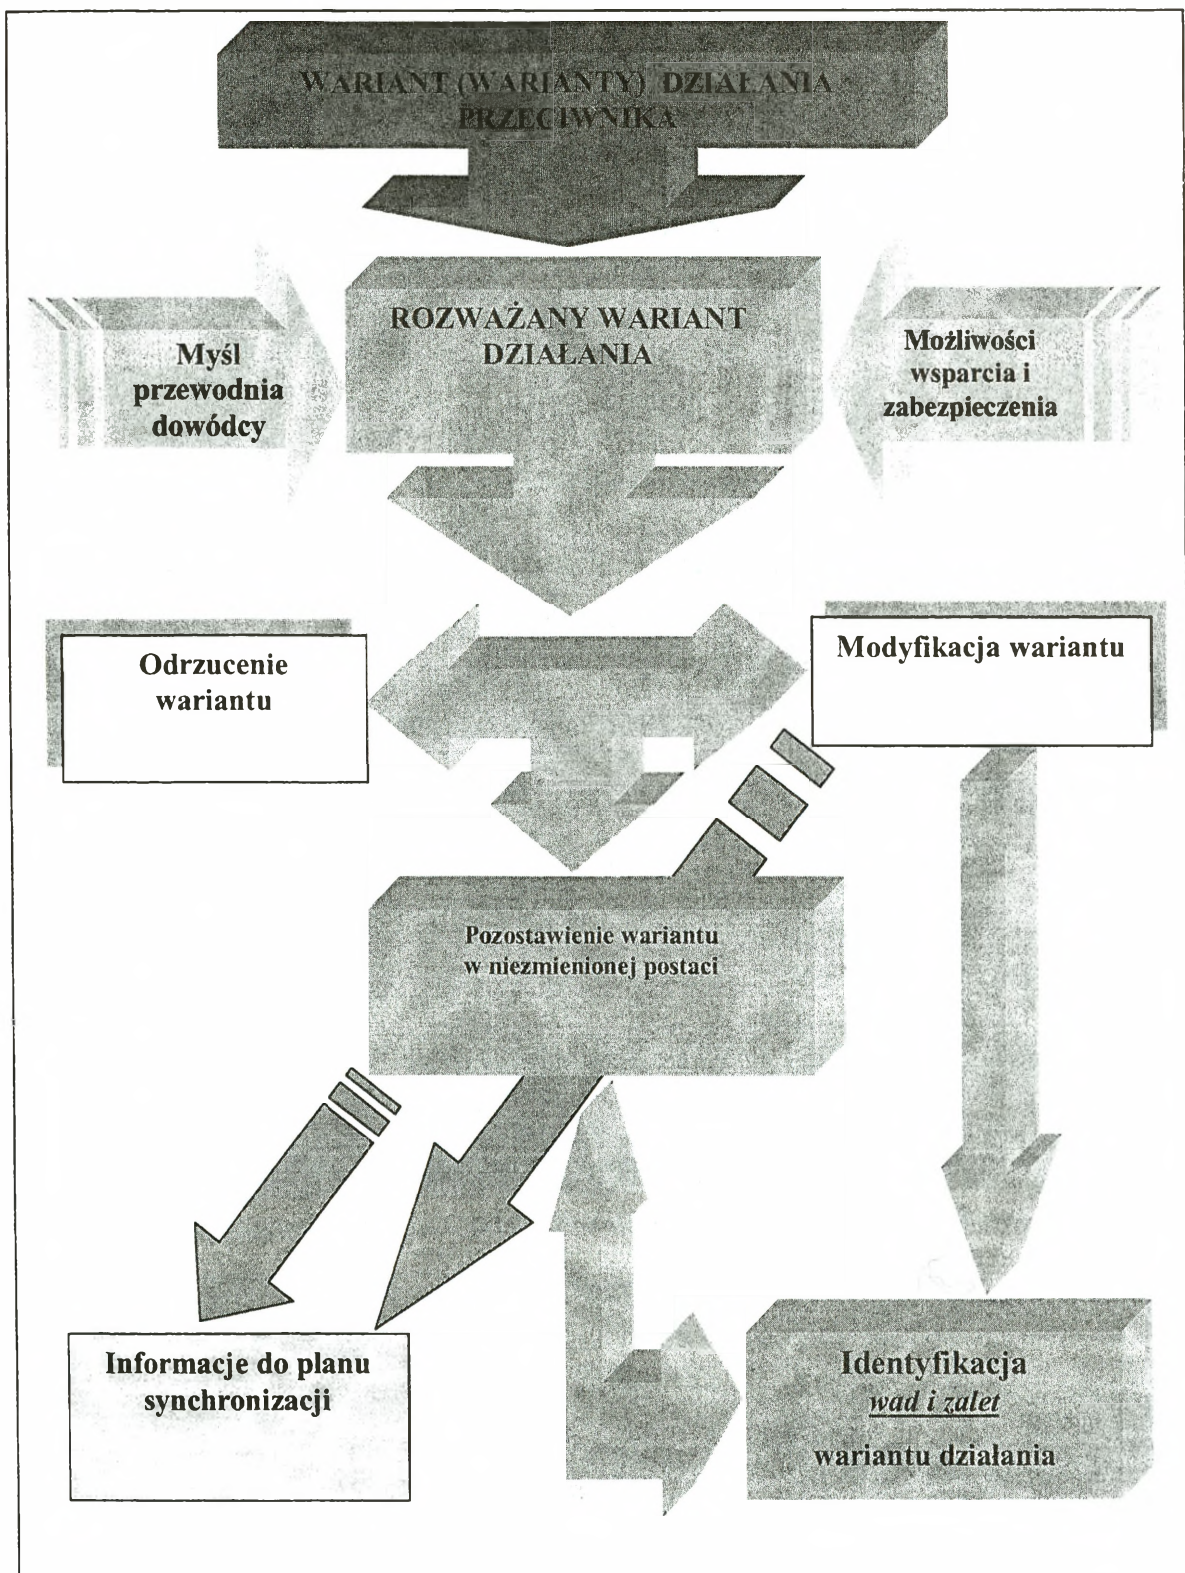 WARIANT (WARIANTY) DZIAŁANIA
PRZECIWNIKA
ROZWAŻANY WARIANT
DZIAŁANIA
Myśl
przewodnia
dowódcy
Możliwości
wsparcia i
zabezpieczenia
Odrzucenie
wariantu
Modyfikacja wariantu
Pozostawienie wariantu
w niezmienionej postaci
Informacje do planu
synchronizacji
Identyfikacja
wad i zalet
wariantu działania